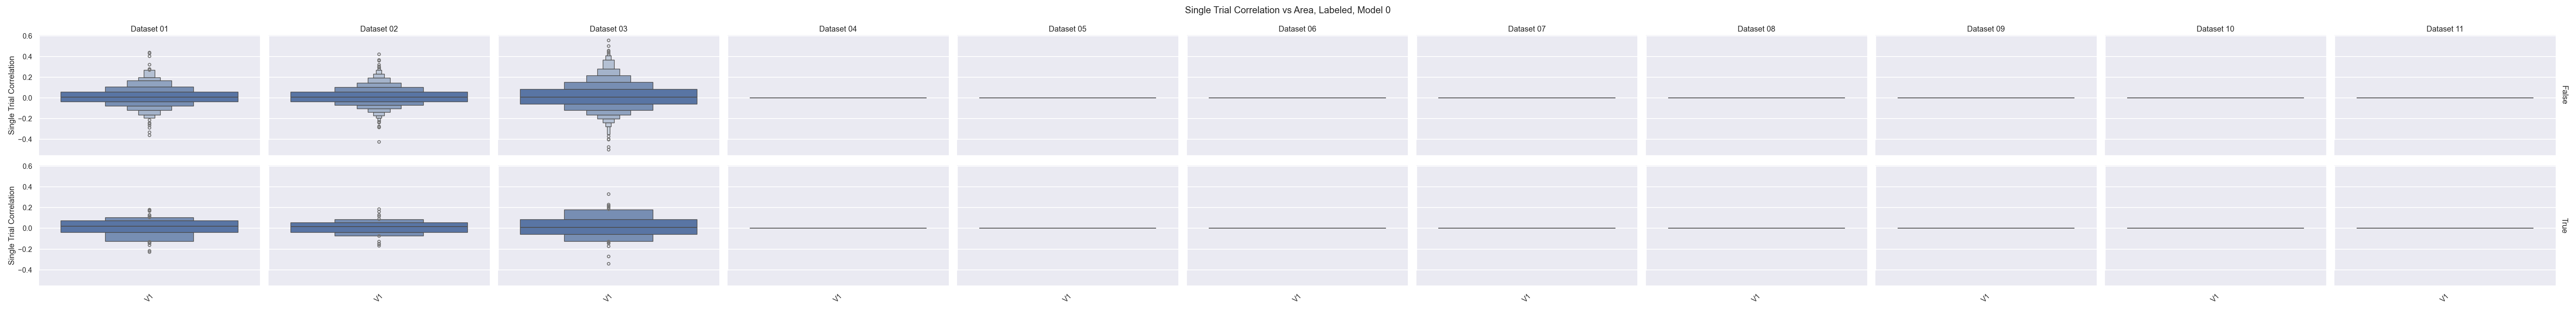 Single Trial Correlation vs Area, Labeled, Model 0
Dataset 01 Dataset 02 Dataset 03 Dataset 04 Dataset 05 Dataset 06 Dataset 07 Dataset 08 Dataset 09 Dataset 10 Dataset 11
Single Trial Correlation
0.6
0.4
0.2
0.0
−0.2
−0.4
False
Single Trial Correlation
0.6
0.4
0.2
0.0
−0.2
−0.4
True
V1 V1 V1 V1 V1 V1 V1 V1 V1 V1 V1